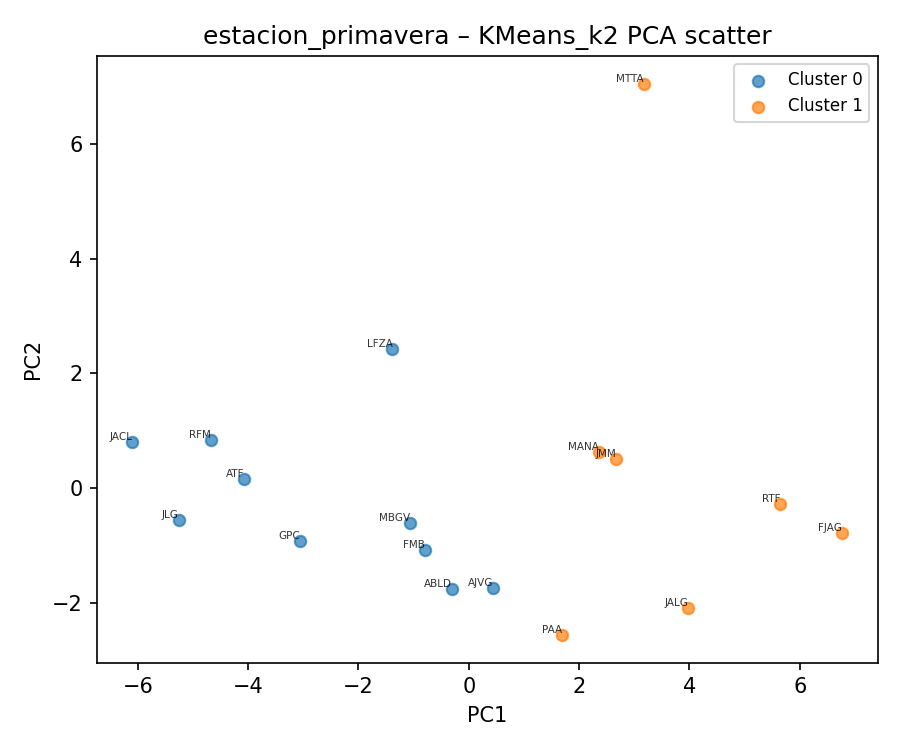 estacion_primavera – KMeans_k2 PCA scatter
Cluster 0
Cluster 1
MTTA
LFZA
JACL
RFM
ATF
JLG
GPC
MBGV
FMB
ABLD
AJVG
MANA
JMM
RTF
FJAG
JALG
PAA
6
4
2
0
−2
PC2
−6
−4
−2
0
2
4
6
PC1